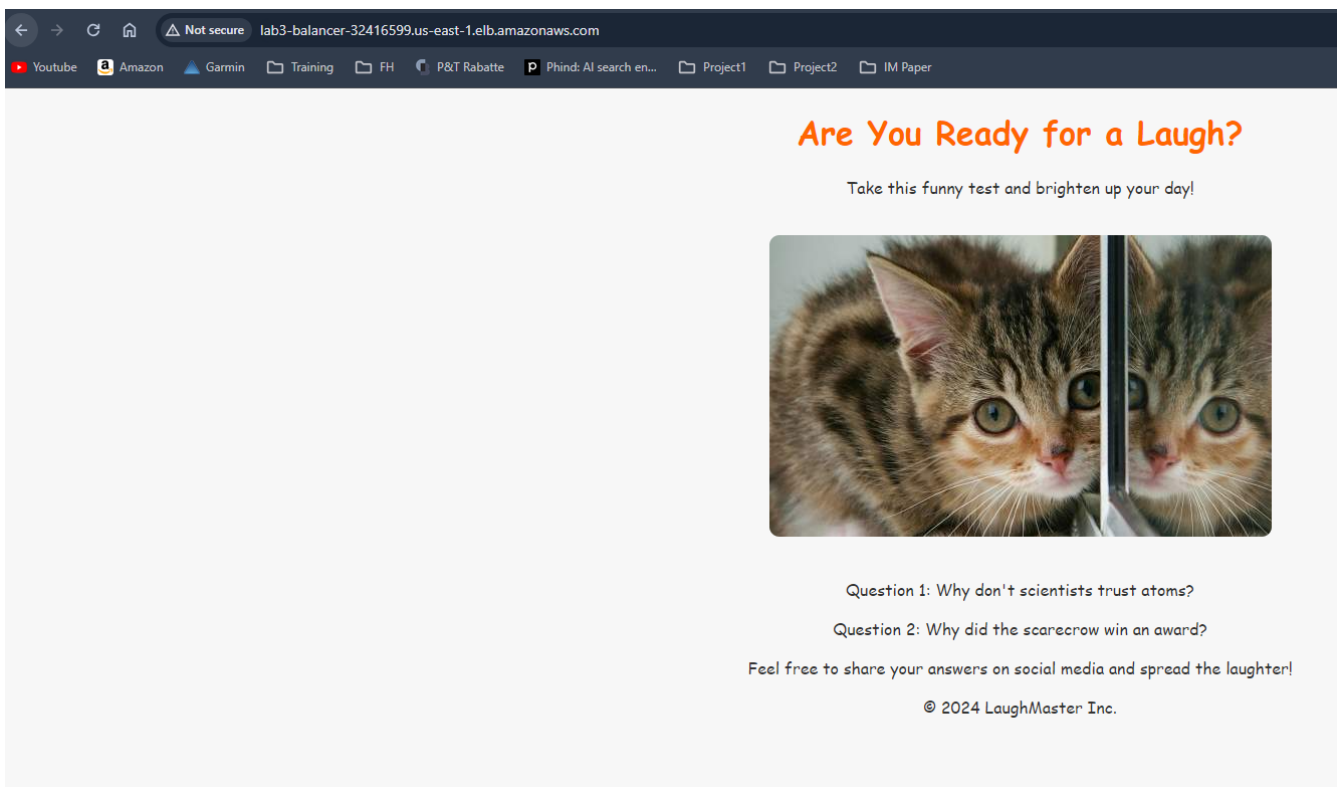 Not secure lab3-balancer-32416599.us-east-1.elb.amazonaws.com
Youtube Amazon Garmin Training FH P&T Rabatte Phind: AI search en... Project1 Project2 IM Paper
Are You Ready for a Laugh?
Take this funny test and brighten up your day!
Question 1: Why don't scientists trust atoms?
Question 2: Why did the scarecrow win an award?
Feel free to share your answers on social media and spread the laughter!
© 2024 LaughMaster Inc.